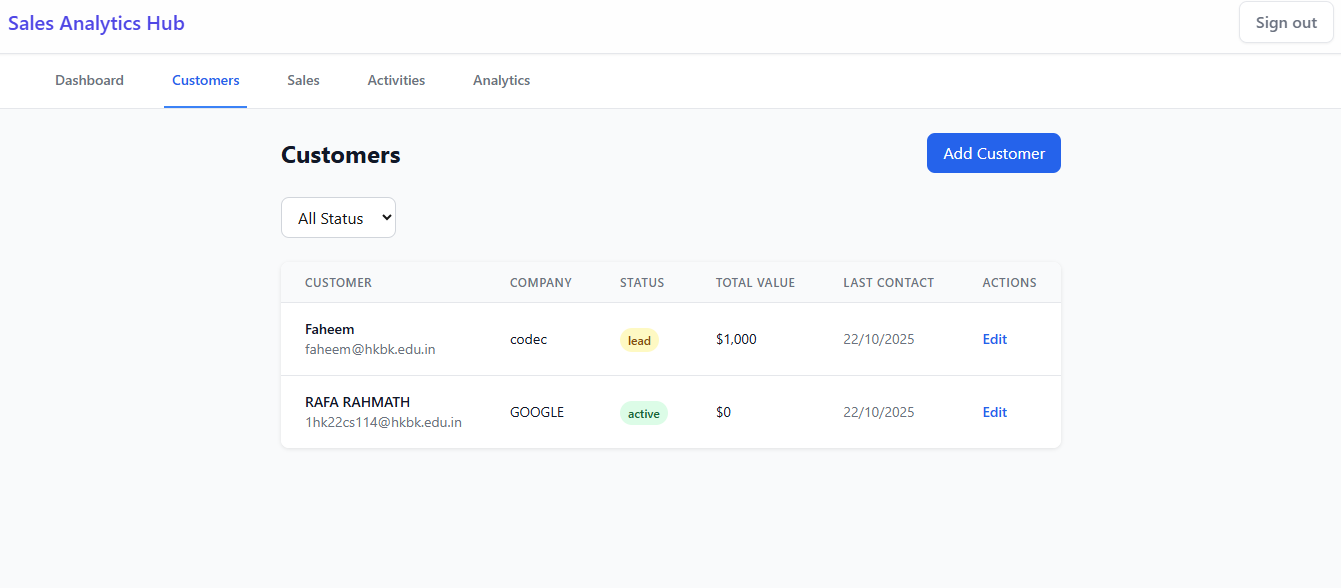 Sales Analytics Hub
Sign out
Dashboard Customers Sales Activities Analytics
Customers
Add Customer
All Status
CUSTOMER COMPANY STATUS TOTAL VALUE LAST CONTACT ACTIONS
Faheem
faheem@hkbk.edu.in
codec lead $1,000 22/10/2025 Edit
RAFA RAHMATH
1hk22cs114@hkbk.edu.in
GOOGLE active $0 22/10/2025 Edit